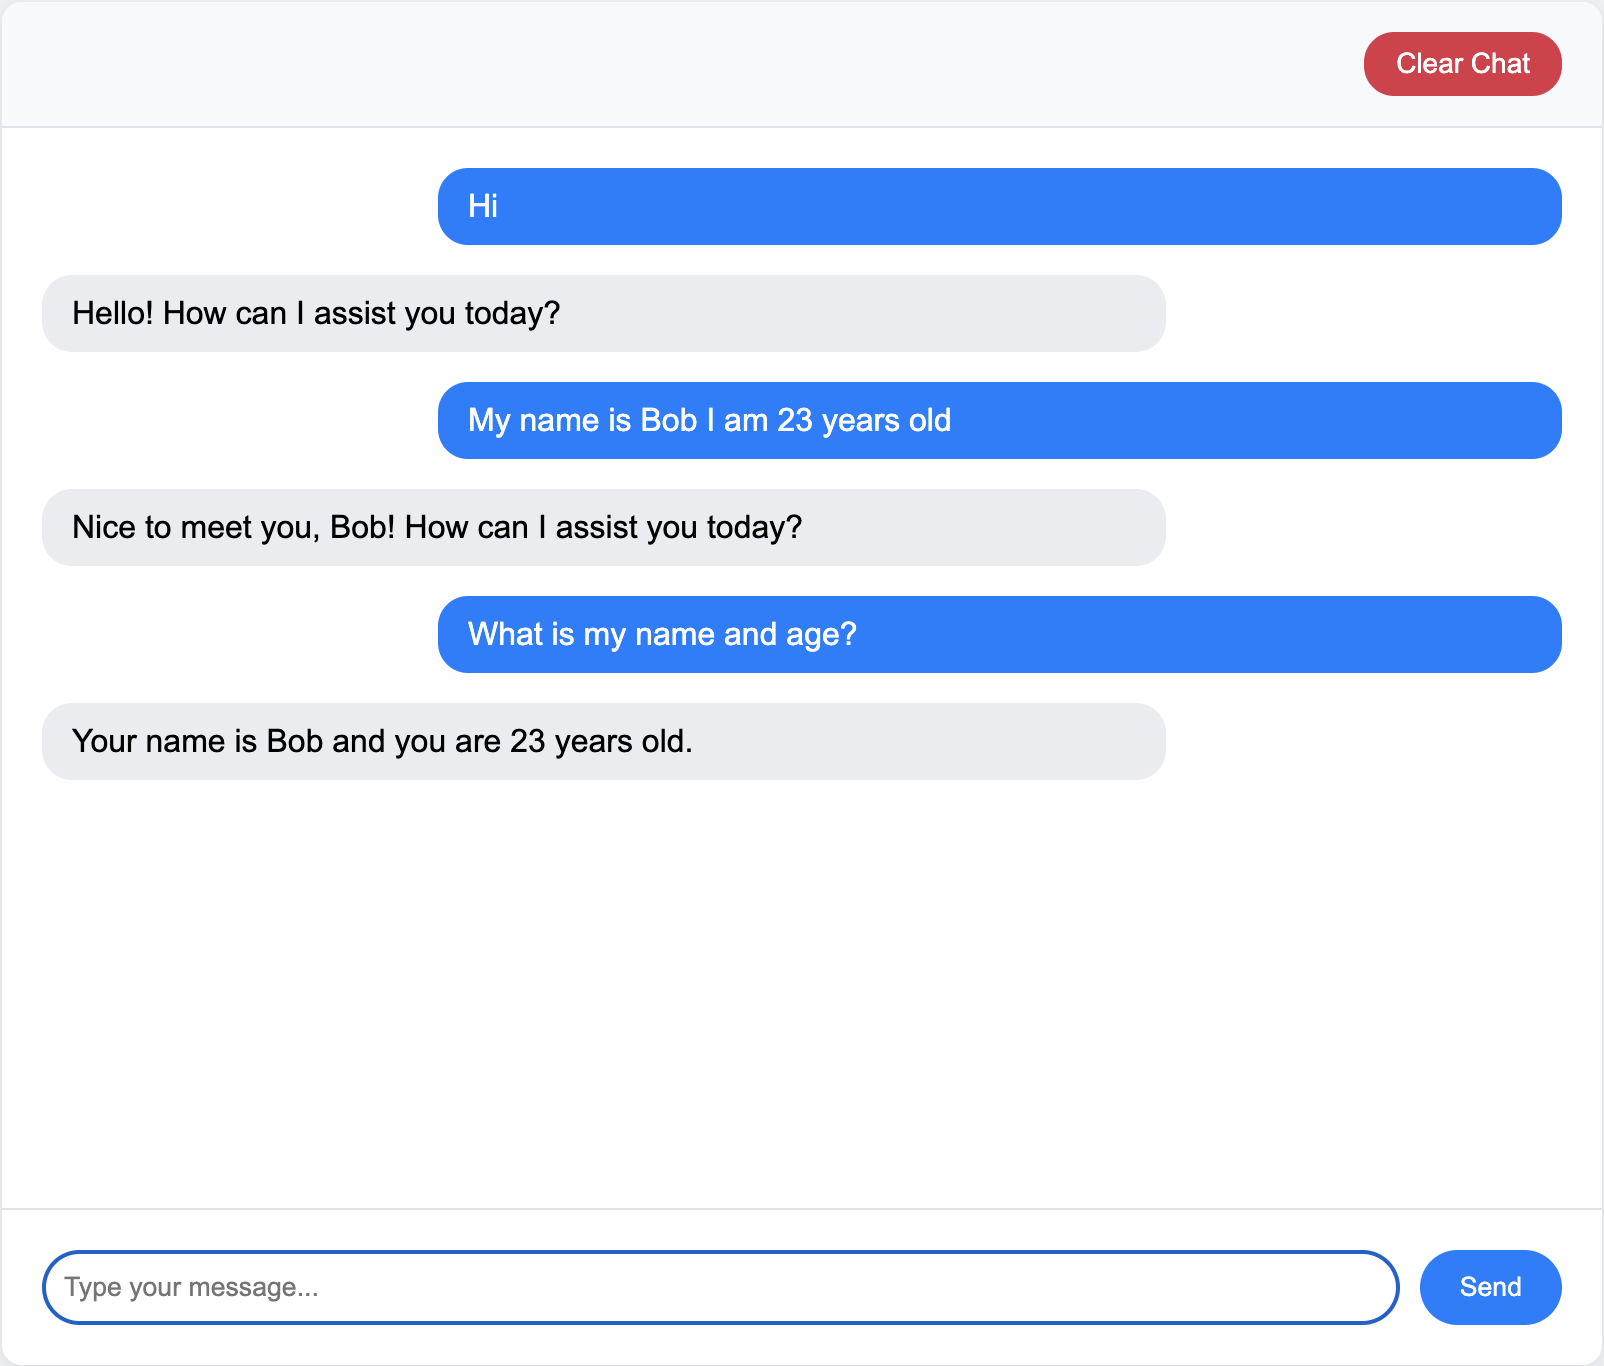 Clear Chat
Hi
Hello! How can I assist you today?
My name is Bob I am 23 years old
Nice to meet you, Bob! How can I assist you today?
What is my name and age?
Your name is Bob and you are 23 years old.
Type your message...
Send